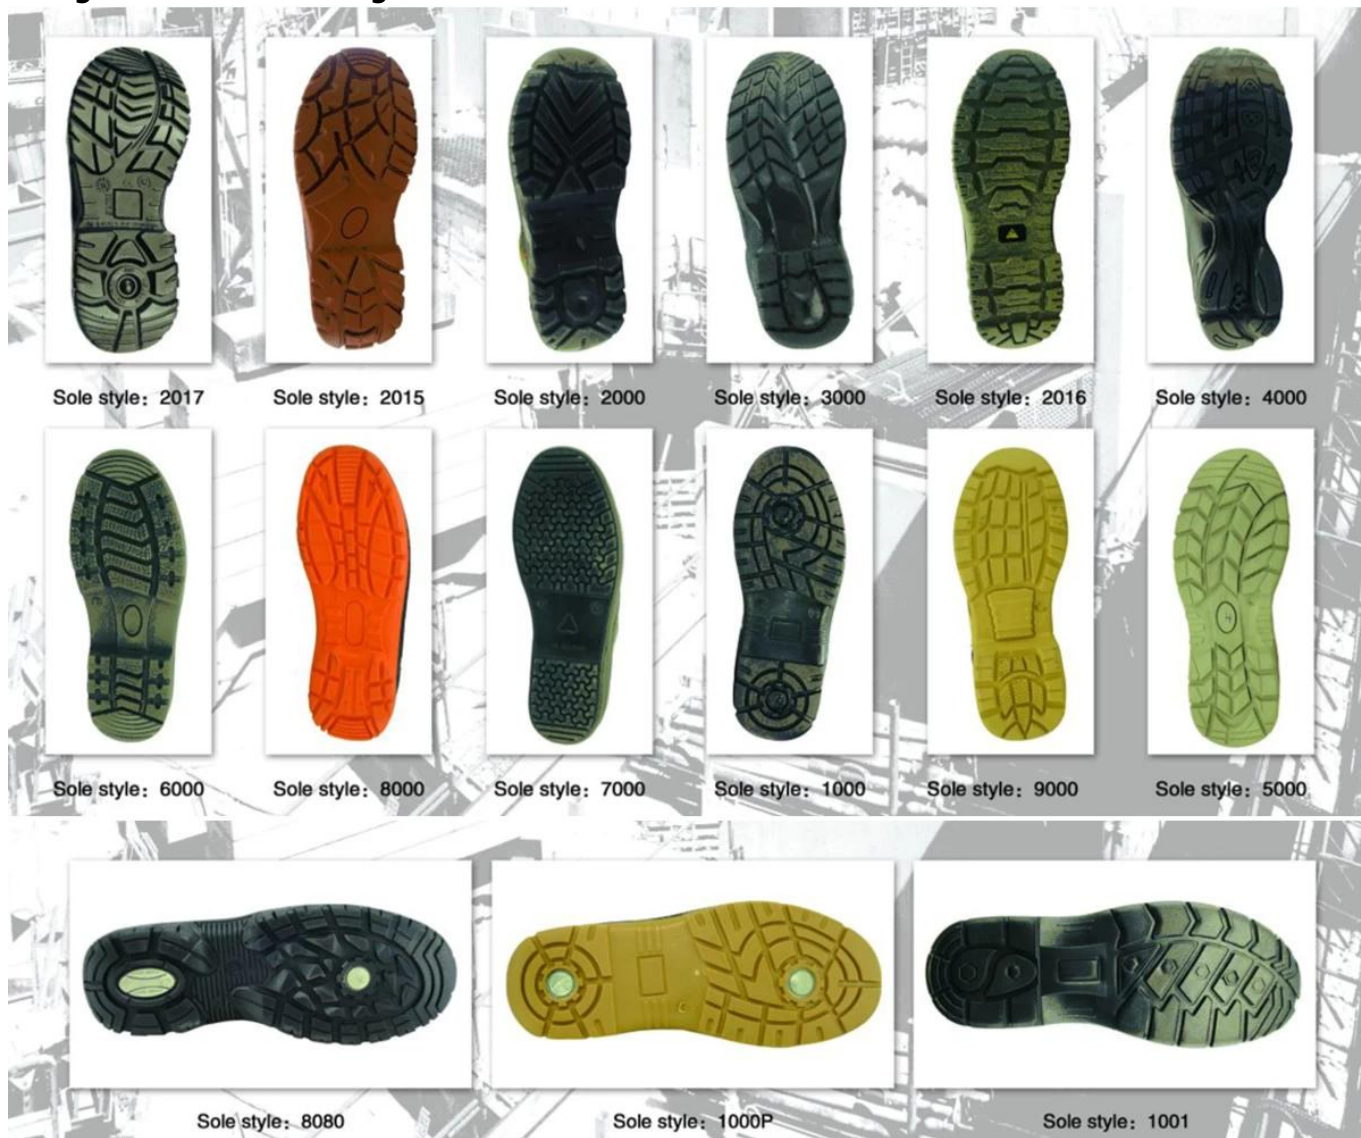 Sole style：2017
Sole style：2015
Sole style：2000
Sole style：3000
Sole style：2016
Sole style：4000
Sole style：6000
Sole style：8000
Sole style：7000
Sole style：1000
Sole style：9000
Sole style：5000
Sole style：8080
Sole style：1000P
Sole style：1001